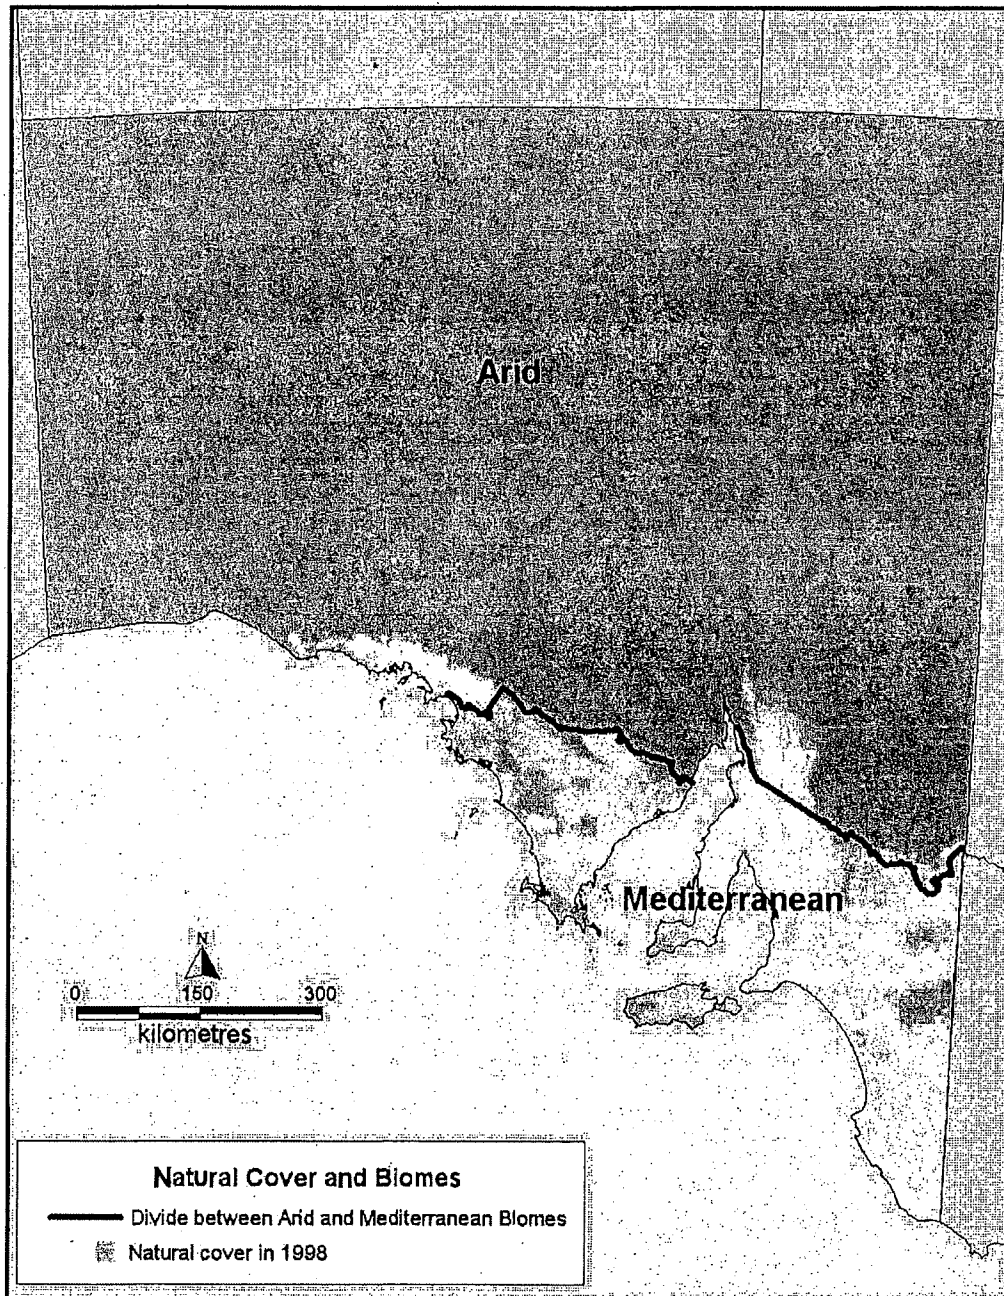 Arid
Mediterranean
N
0 150 300
kilometres
Natural Cover and Biomes
Divide between Arid and Mediterranean Biomes
Natural cover in 1998